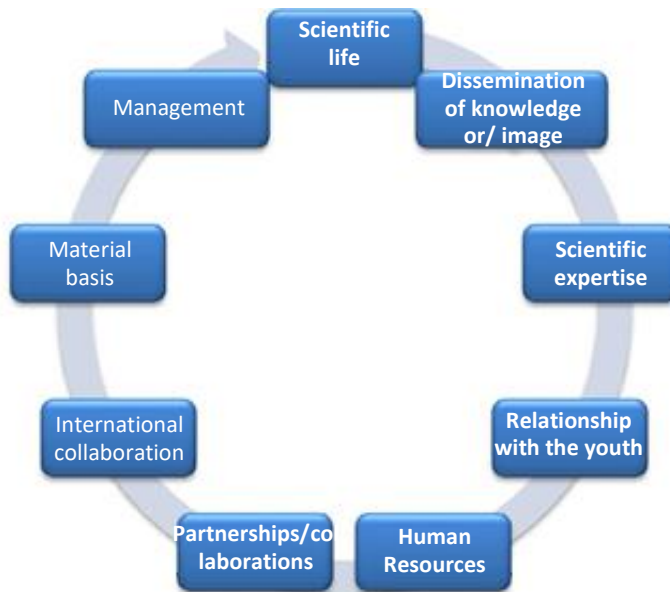 Scientific
life
Dissemination
of knowledge
or/ image
Scientific
expertise
Relationship
with the youth
Human
Resources
Partnerships/co
laborations
International
collaboration
Material
basis
Management